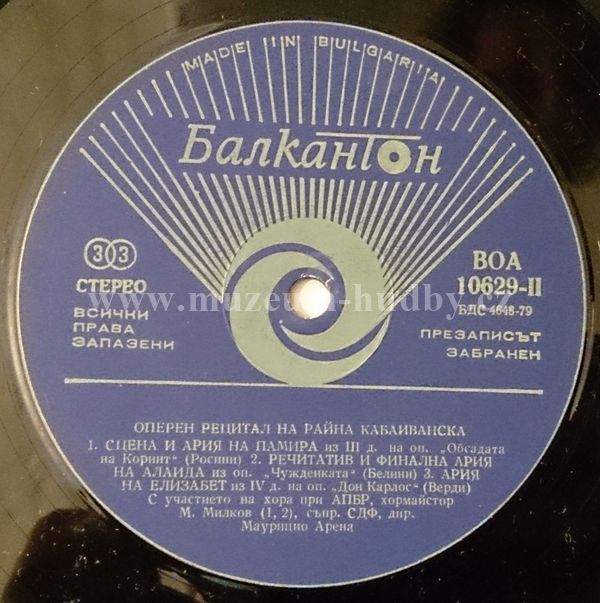 MADE IN BULGARIA
Балкантон
33
СТЕРЕО
ВСИЧКИ
ПРАВА
ЗАПАЗЕНИ
ВОА
10629-II
БДС 4648-79
ПРЕЗАПИСЪТ
ЗАБРАНЕН
www.muzeum-hudby.cz
ОПЕРЕН РЕЦИТАЛ НА РАЙНА КАБАИВАНСКА
1. СЦЕНА И АРИЯ НА ПАМИРА из III д. на оп. „Обсадата
на Коринт“ (Росини) 2. РЕЧИТАТИВ И ФИНАЛНА АРИЯ
НА АЛАИДА из оп. „Чужденката“ (Белини) 3. АРИЯ
НА ЕЛИЗАБЕТ из IV д. на оп. „Дон Карлос“ (Верди)
С участието на хора при АПБР, хормайстор
М. Милков (1, 2), съпр. СДФ, дир.
Маурицио Арена